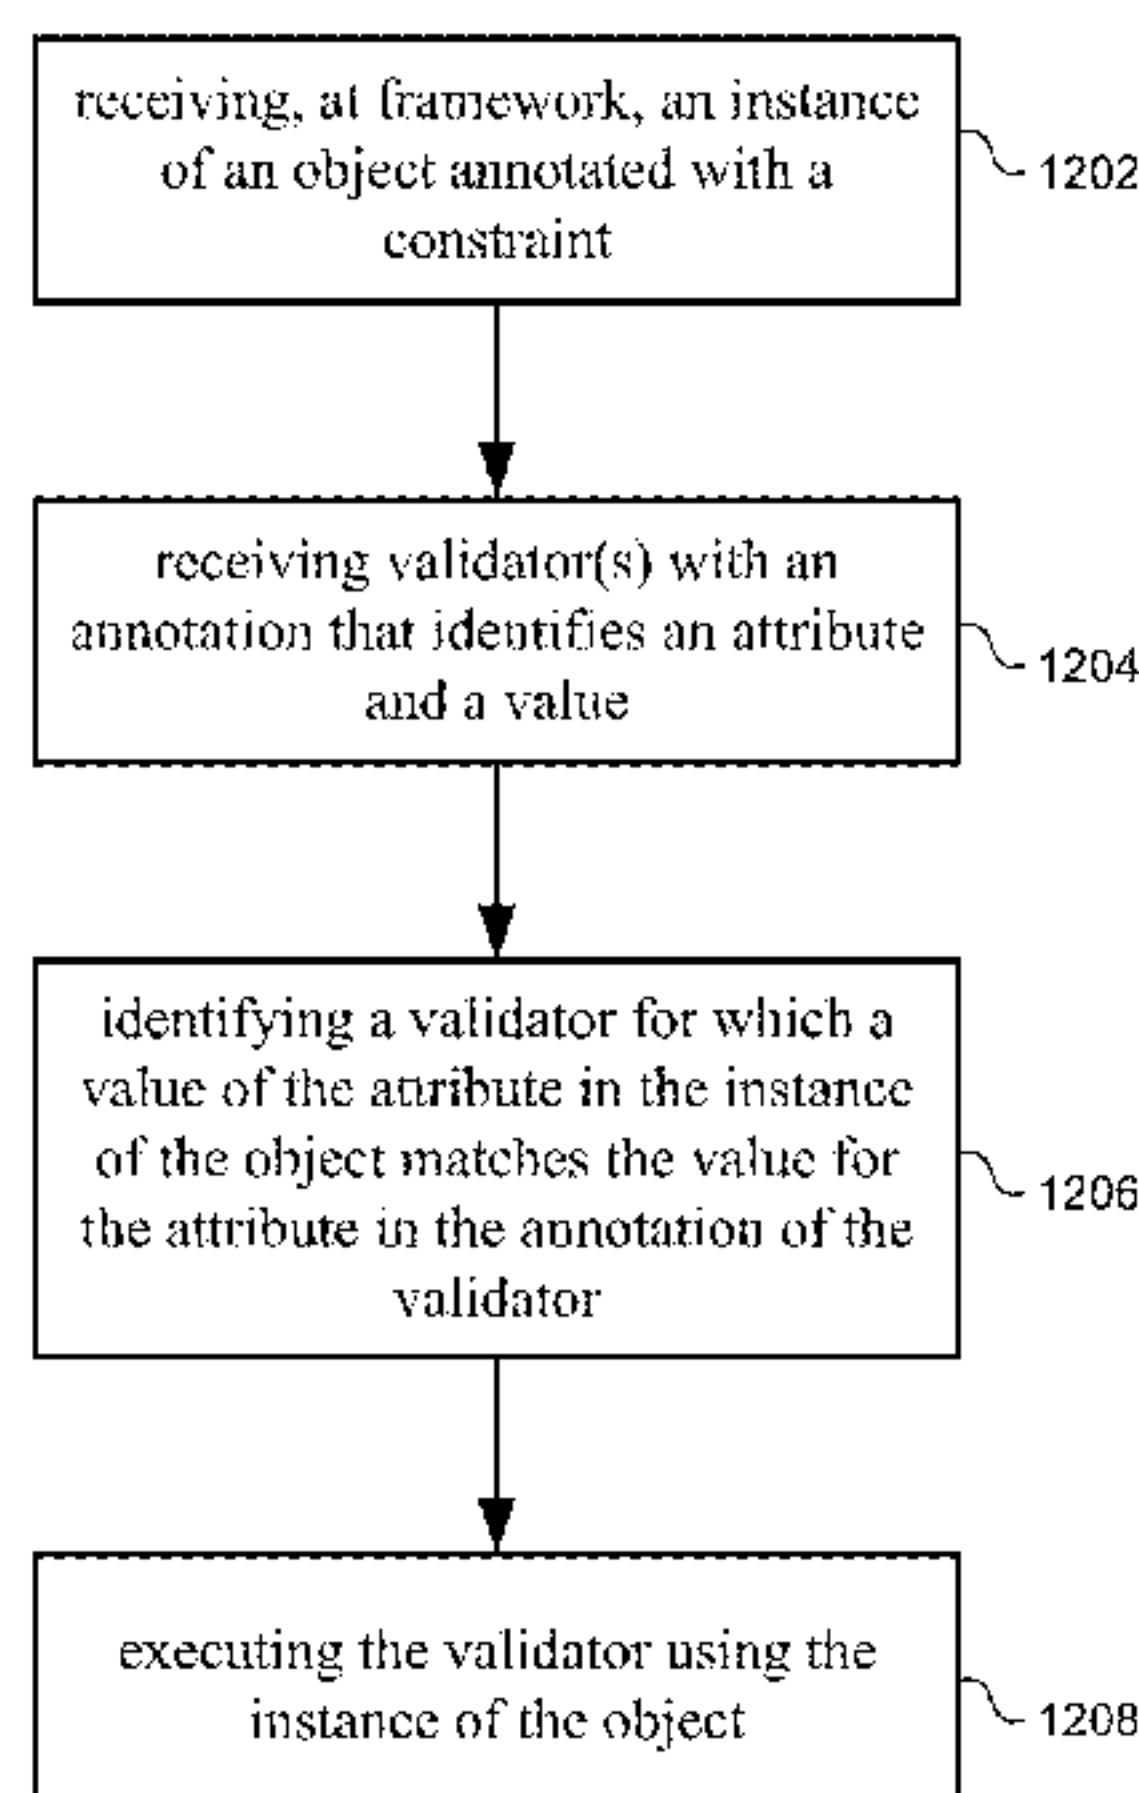 receiving, at framework, an instance
of an object annotated with a
constraint
1202
receiving validator(s) with an
annotation that identifies an attribute
and a value
1204
identifying a validator for which a
value of the attribute in the instance
of the object matches the value for
the attribute in the annotation of the
validator
1206
executing the validator using the
instance of the object
1208